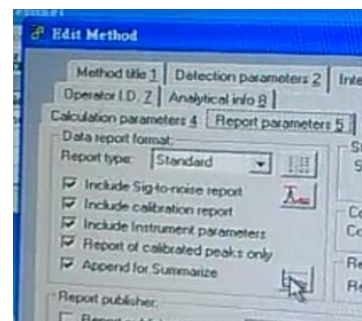 Edit Method
Method title 1 Detection parameters 2
Operator I.D. 7 Analytical info 8
Calculation parameters 4 Report parameters 5
Data report format:
Report type: Standard
Include Sig-to-noise report
Include calibration report
Include Instrument parameters
Report of calibrated peaks only
Append for Summarize
Report publisher: